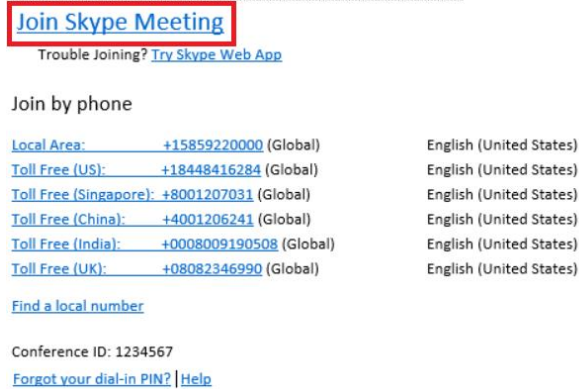 Join Skype Meeting
Trouble Joining? Try Skype Web App
Join by phone
Local Area: +15859220000 (Global) English (United States)
Toll Free (US): +18448416284 (Global) English (United States)
Toll Free (Singapore): +8001207031 (Global) English (United States)
Toll Free (China): +4001206241 (Global) English (United States)
Toll Free (India): +0008009190508 (Global) English (United States)
Toll Free (UK): +08082346990 (Global) English (United States)
Find a local number
Conference ID: 1234567
Forgot your dial-in PIN? | Help